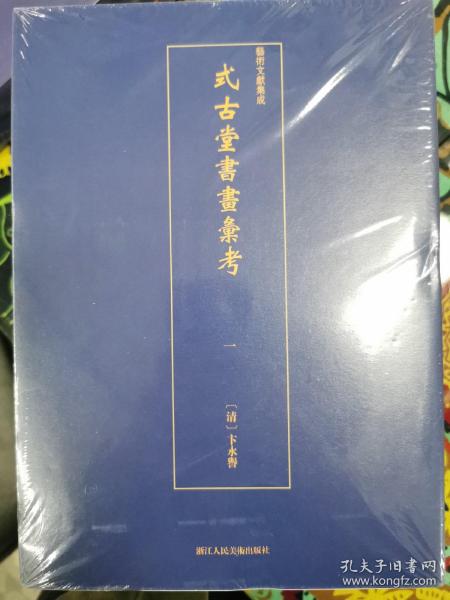 藝術文獻集成
式古堂書畫彙考
一
〔清〕卞永譽
浙江人民美術出版社
孔夫子旧书网
www.kongfz.com